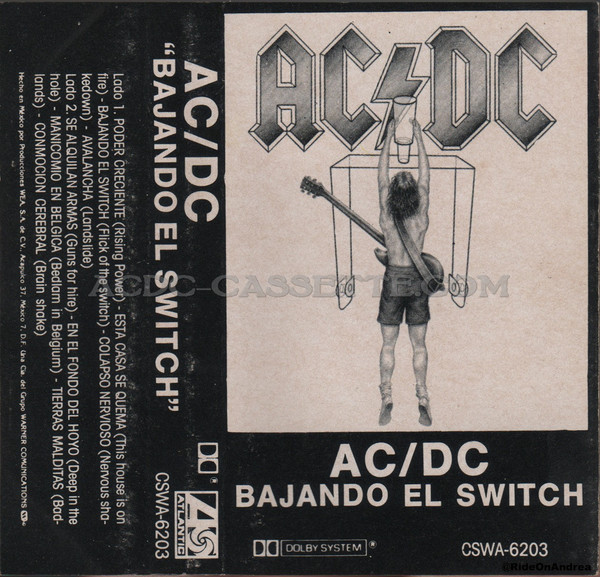 AC/DC
"BAJANDO EL SWITCH"
Lado 1. PODER CRECIENTE (Rising Power) - ESTA CASA SE QUEMA (This house is on
fire) - BAJANDO EL SWITCH (Flick of the switch) - COLAPSO NERVIOSO (Nervous sha-
kedown) - AVALANCHA (Landslide)
Lado 2. SE ALQUILAN ARMAS (Guns for hire) - EN EL FONDO DEL HOYO (Deep in the
hole) - MANICOMIO EN BELGICA (Bedlam in Belgium) - TIERRAS MALDITAS (Bad-
lands) - CONMOCION CEREBRAL (Brain shake)
Hecho en México por Producciones WEA, S.A. de C.V., Acapulco 37, México 7, D.F. Una Cía. del Grupo WARNER COMUNICATIONS
ATLANTIC
CSWA-6203
AC/DC
AC/DC
BAJANDO EL SWITCH
DOLBY SYSTEM
CSWA-6203
ACDC-CASSETTE.COM
©RideOnAndrea